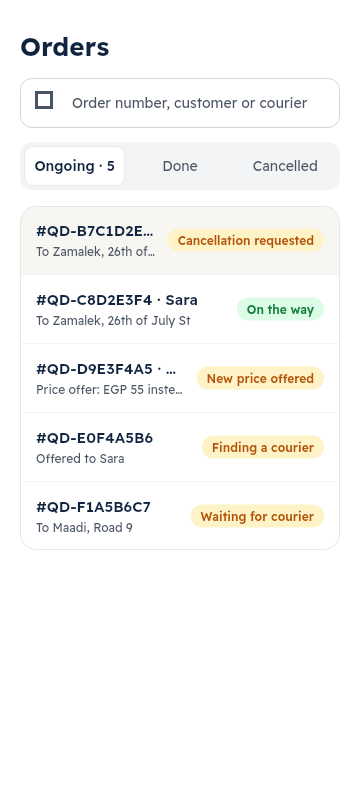 Orders
Order number, customer or courier
Ongoing · 5
Done
Cancelled
#QD-B7C1D2E…
Cancellation requested
To Zamalek, 26th of…
#QD-C8D2E3F4 · Sara
On the way
To Zamalek, 26th of July St
#QD-D9E3F4A5 · …
New price offered
Price offer: EGP 55 inste…
#QD-E0F4A5B6
Finding a courier
Offered to Sara
#QD-F1A5B6C7
Waiting for courier
To Maadi, Road 9